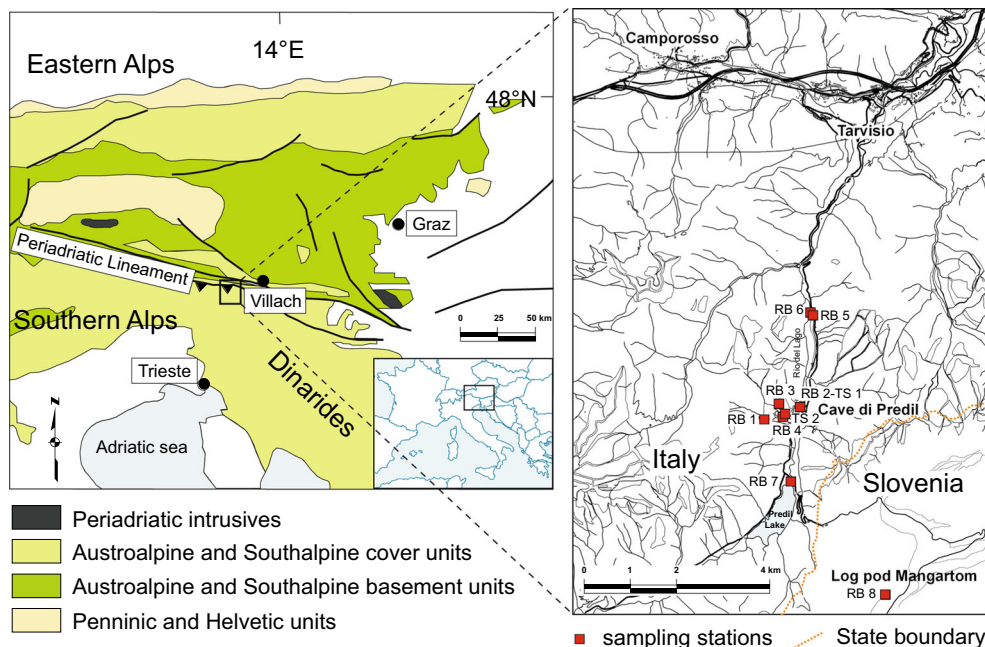 14°E
Eastern Alps
48°N
Graz
Periadriatic Lineament
Villach
Southern Alps
0 25 50 km
Trieste
Dinarides
N
Adriatic sea
Periadriatic intrusives
Austroalpine and Southalpine cover units
Austroalpine and Southalpine basement units
Penninic and Helvetic units
Camporosso
Tarvisio
RB 6
RB 5
Rio del Lago
RB 3
RB 2-TS 1
Cave di Predil
RB 1
TS 2
RB 4
Italy
RB 7
Slovenia
Predil
Lake
0 1 2 4 km
Log pod Mangartom
RB 8
sampling stations
State boundary